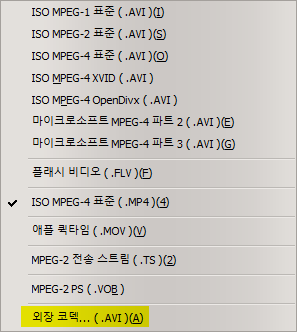 ISO MPEG-1 표준 ( .AVI )(I)
ISO MPEG-2 표준 ( .AVI )(S)
ISO MPEG-4 표준 ( .AVI )(O)
ISO MPEG-4 XVID ( .AVI )
ISO MPEG-4 OpenDivx ( .AVI )
마이크로소프트 MPEG-4 파트 2 ( .AVI )(E)
마이크로소프트 MPEG-4 파트 3 ( .AVI )(G)
플래시 비디오 ( .FLV )(F)
ISO MPEG-4 표준 ( .MP4 )(4)
애플 퀵타임 ( .MOV )(V)
MPEG-2 전송 스트림 ( .TS )(2)
MPEG-2 PS ( .VOB )
외장 코덱... ( .AVI )(A)